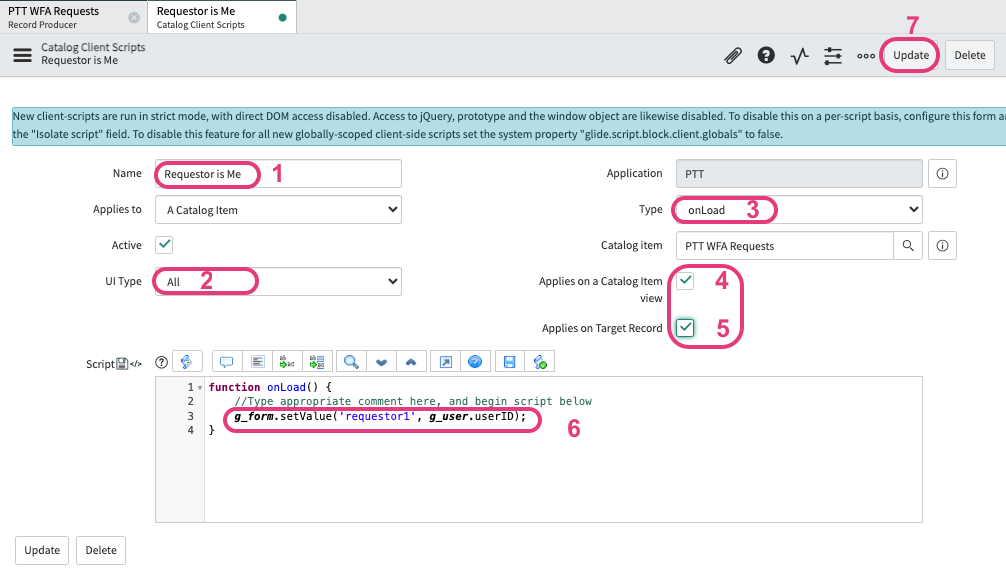 PTT WFA Requests
Record Producer
Requestor is Me
Catalog Client Scripts
7
Catalog Client Scripts
Requestor is Me
Update
Delete
New client-scripts are run in strict mode, with direct DOM access disabled. Access to jQuery, prototype and the window object are likewise disabled. To disable this on a per-script basis, configure this form a
the "Isolate script" field. To disable this feature for all new globally-scoped client-side scripts set the system property "glide.script.block.client.globals" to false.
Name Requestor is Me 1
Application PTT
Applies to A Catalog Item
Type onLoad 3
Active
Catalog item PTT WFA Requests
UI Type All 2
Applies on a Catalog Item view 4
Applies on Target Record 5
Script
1 function onLoad() {
2 //Type appropriate comment here, and begin script below
3 g_form.setValue('requestor1', g_user.userID);
4 }
6
Update Delete